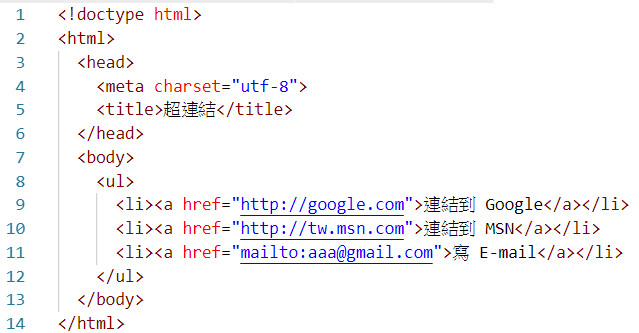 1 <!doctype html>
2 <html>
3 <head>
4 <meta charset="utf-8">
5 <title>超連結</title>
6 </head>
7 <body>
8 <ul>
9 <li><a href="http://google.com">連結到 Google</a></li>
10 <li><a href="http://tw.msn.com">連結到 MSN</a></li>
11 <li><a href="mailto:aaa@gmail.com">寫 E-mail</a></li>
12 </ul>
13 </body>
14 </html>